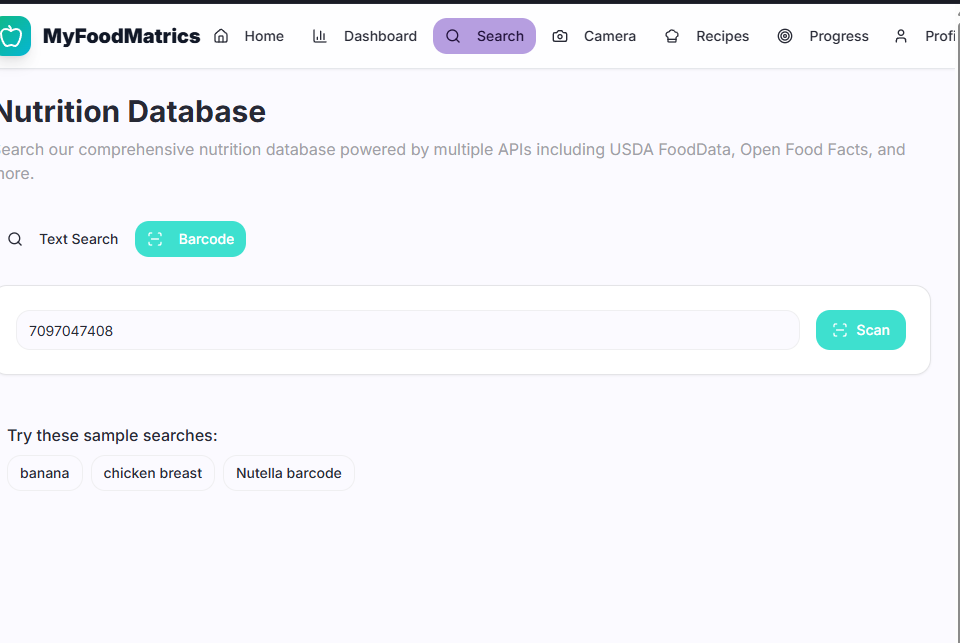 MyFoodMatrics Home Dashboard Search Camera Recipes Progress Profi
Nutrition Database
Search our comprehensive nutrition database powered by multiple APIs including USDA FoodData, Open Food Facts, and
more.
Text Search Barcode
7097047408 Scan
Try these sample searches:
banana chicken breast Nutella barcode